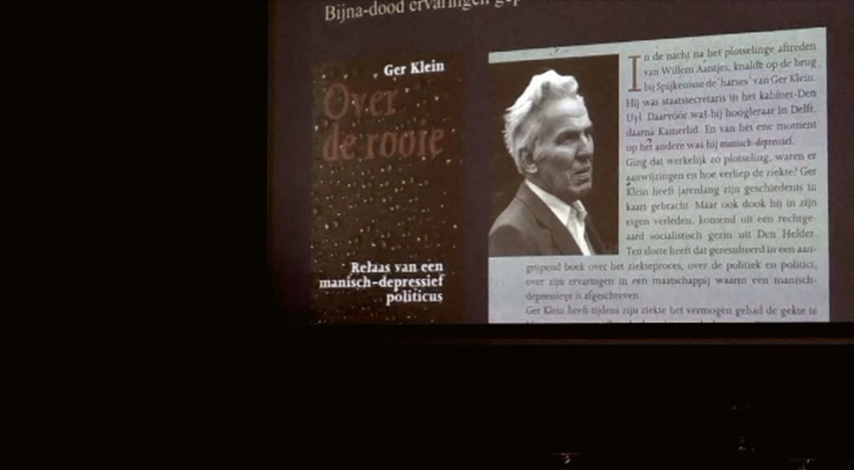 Bijna-dood ervaringen
Ger Klein
Over
de rooie
Relaas van een
manisch-depressief
politicus
In de nacht na het plotselinge aftreden
van Willem Aantjes, knaldt op de brug
bij Spijkenisse de 'harses' van Ger Klein.
Hij was staatssecretaris in het kabinet-Den
Uyl. Daarvóór was hij hoogleraar in Delft,
daarna Kamerlid. En van het ene moment
op het andere was hij manisch-depressief.
Ging dat werkelijk zo plotseling, waren er
aanwijzingen en hoe verliep de ziekte? Ger
Klein heeft jarenlang zijn geschiedenis in
kaart gebracht. Maar ook dook hij in zijn
eigen verleden, komend uit een rechtge-
aard socialistisch gezin uit Den Helder.
Ten slotte heeft dat geresulteerd in een aan-
grijpend boek over het ziekteproces, over de politiek en politici,
over zijn ervaringen in een maatschappij waarin een manisch-
depressieve is afgeschreven.
Ger Klein heeft tijdens zijn ziekte het vermogen gehad de gekte te